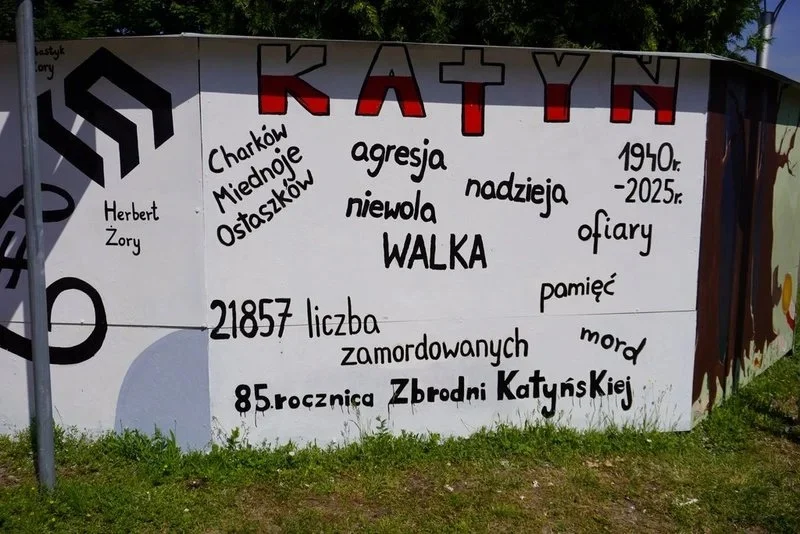 Żory
Herbert
Żory
KATYŃ
Charków
Miednoje
Ostaszków
agresja
niewola
nadzieja
WALKA
1940r.
-2025r.
ofiary
pamięć
21857 liczba
zamordowanych
mord
85.rocznica Zbrodni Katyńskiej